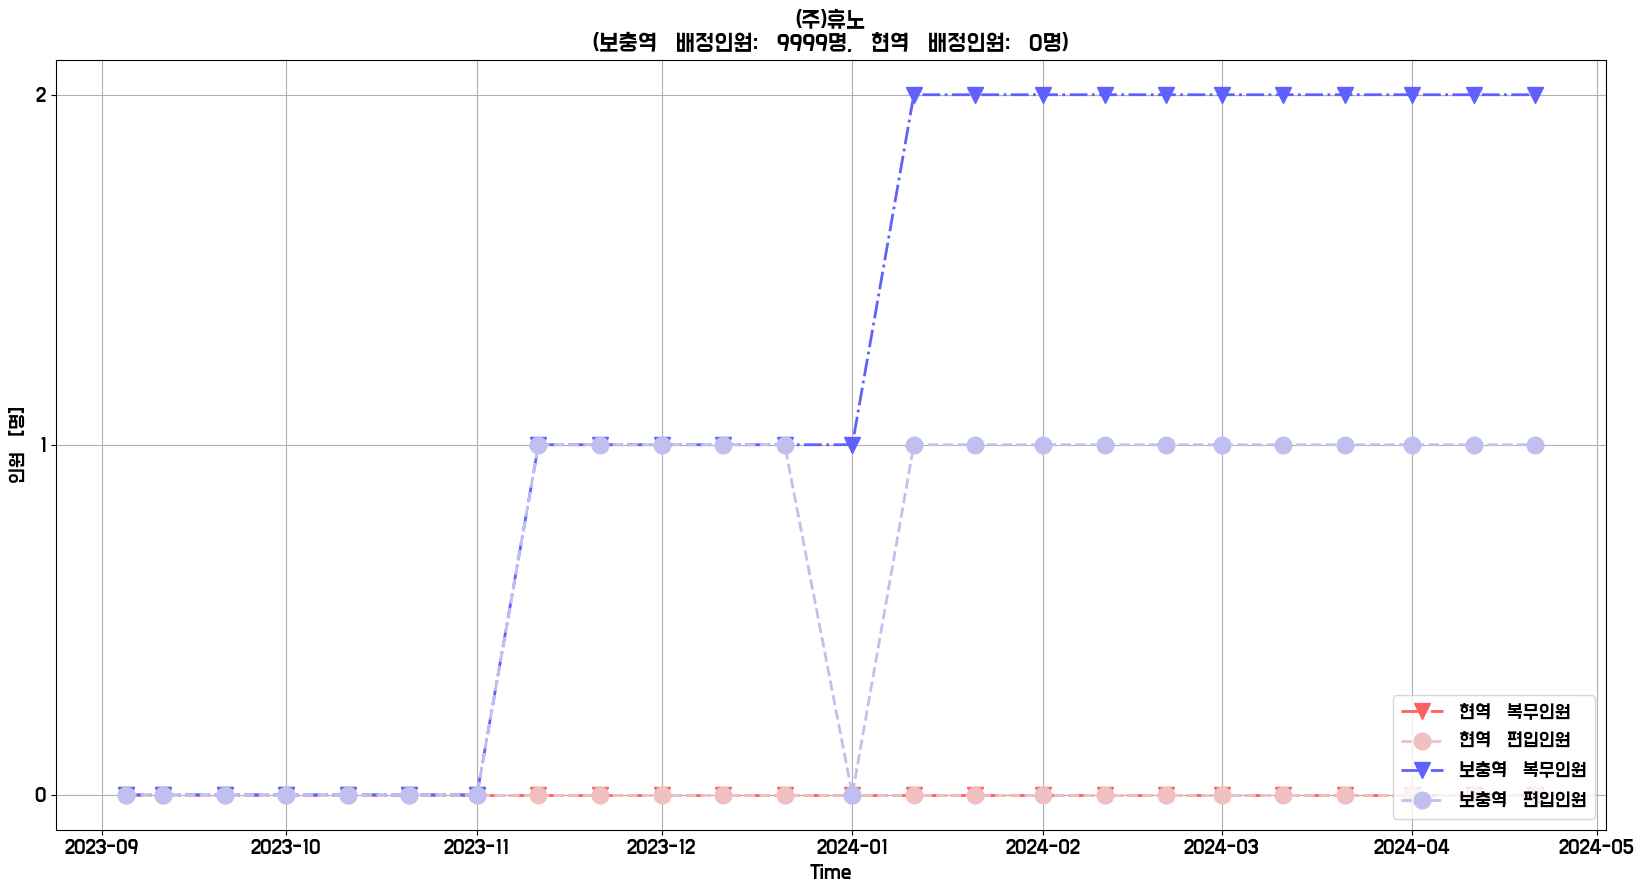 (주)휴노
(보충역 배정인원: 9999명, 현역 배정인원: 0명)
인원 [명]
2
1
0
현역 복무인원
현역 편입인원
보충역 복무인원
보충역 편입인원
2023-09 2023-10 2023-11 2023-12 2024-01 2024-02 2024-03 2024-04 2024-05
Time